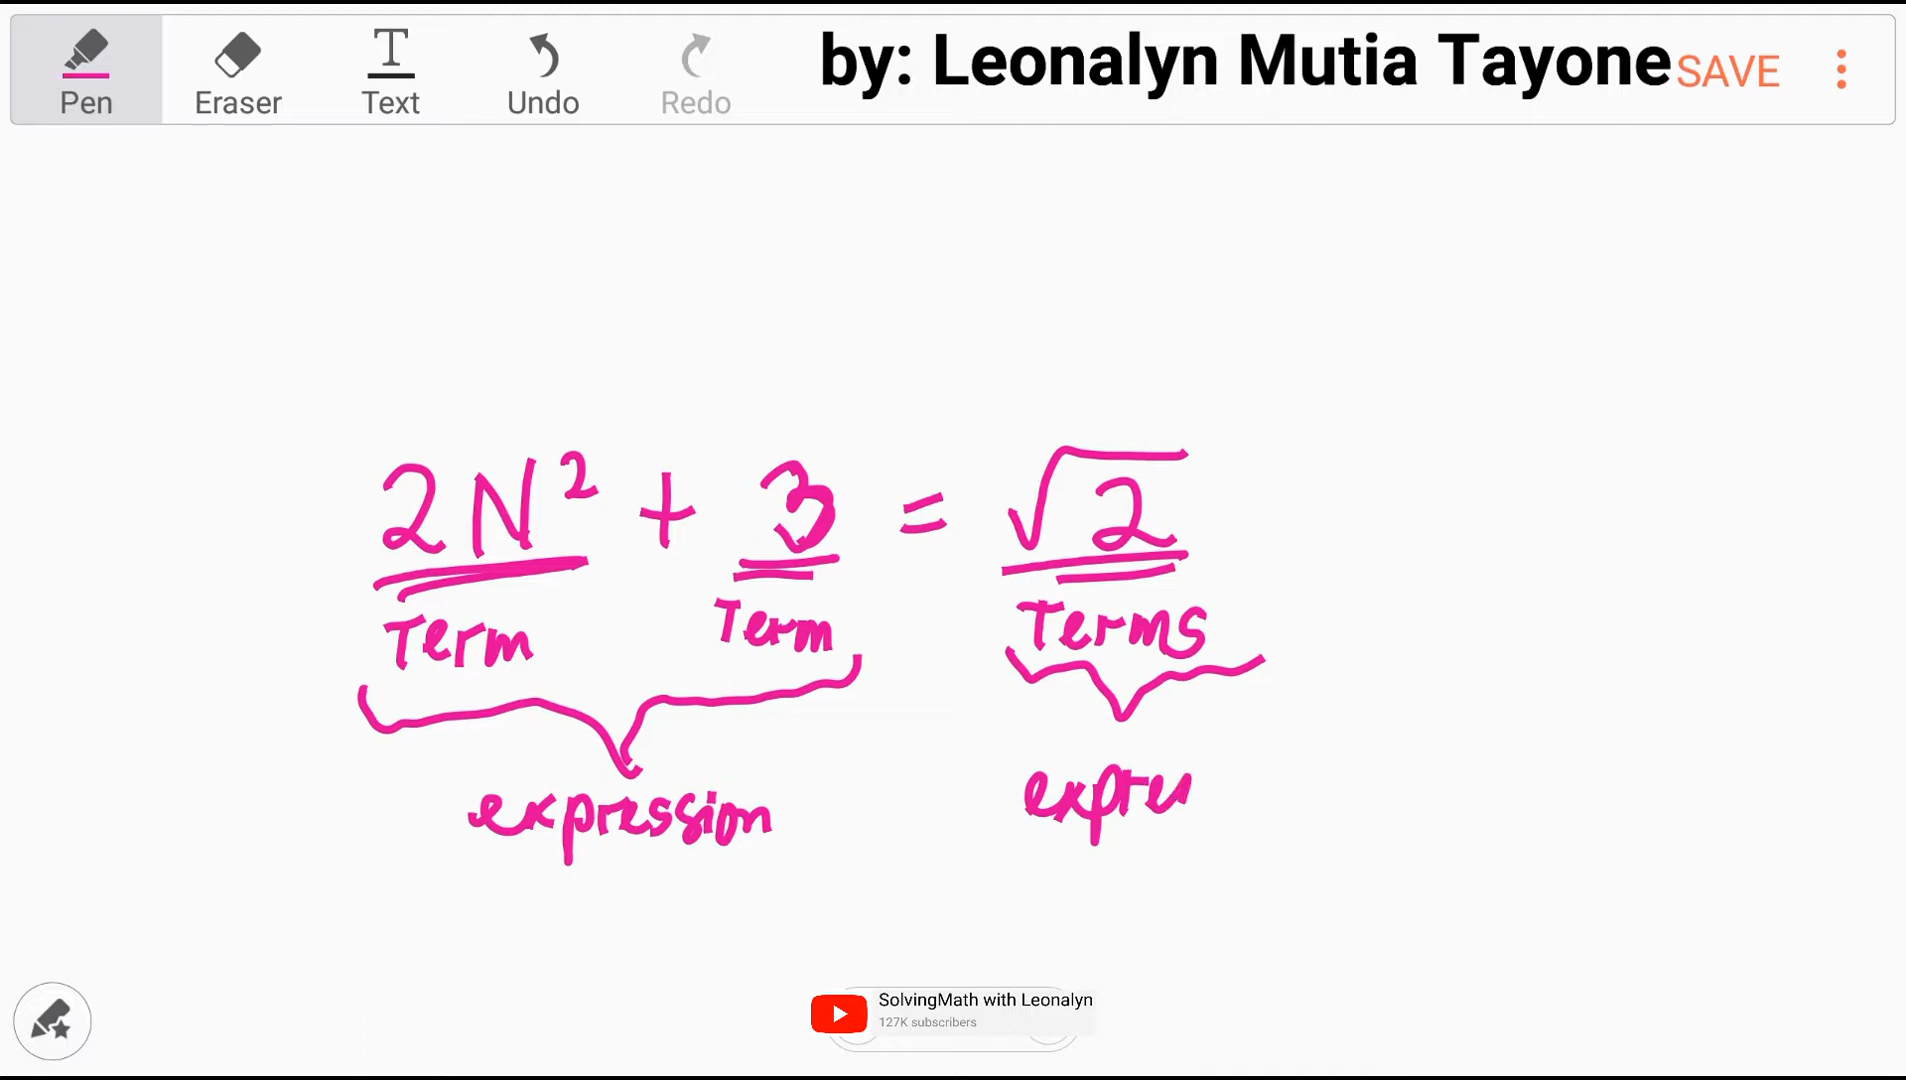 by: Leonalyn Mutia Tayone
SAVE
Pen Eraser Text Undo Redo
2N² + 3 = √2
Term Term Terms
expression expres
SolvingMath with Leonalyn
127K subscribers